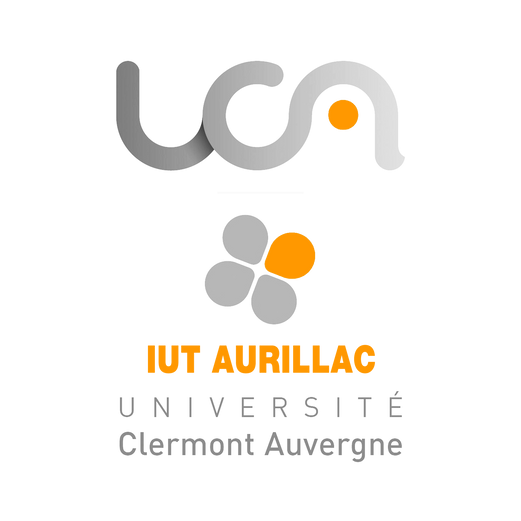 UCA
IUT AURILLAC
UNIVERSITÉ
Clermont Auvergne